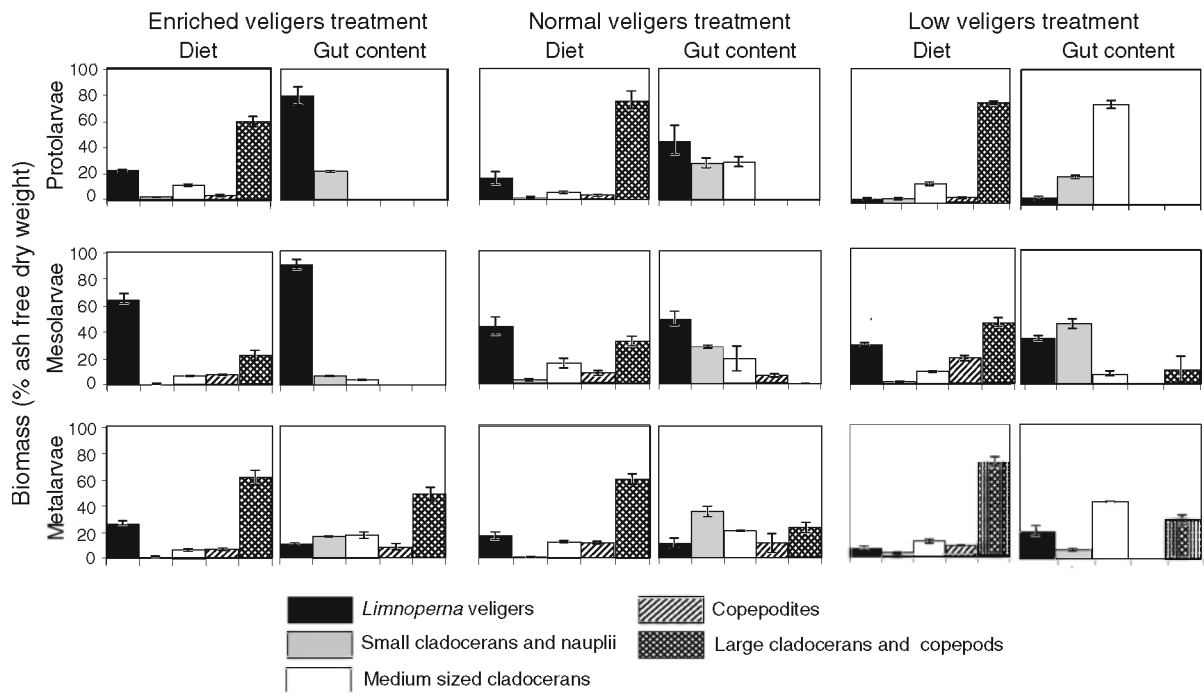 Enriched veligers treatment Normal veligers treatment Low veligers treatment
Diet Gut content Diet Gut content Diet Gut content
Biomass (% ash free dry weight)
Protolarvae
100
80
60
40
20
0
Mesolarvae
100
80
60
40
20
0
Metalarvae
100
80
60
40
20
0
Limnoperna veligers
Small cladocerans and nauplii
Medium sized cladocerans
Copepodites
Large cladocerans and copepods